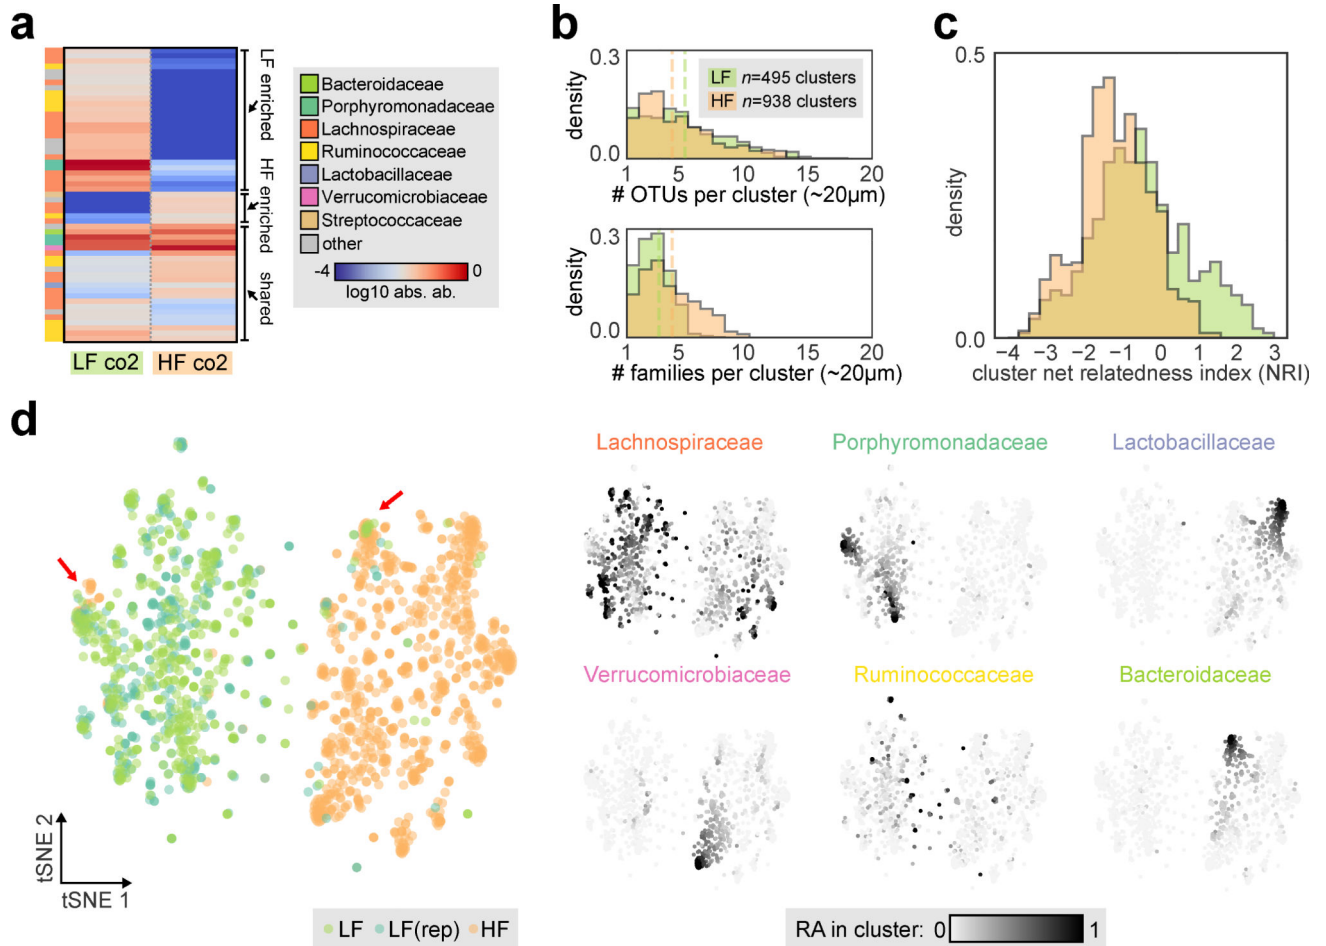 a
LF enriched
HF enriched
shared
LF co2
HF co2
Bacteroidaceae
Porphyromonadaceae
Lachnospiraceae
Ruminococcaceae
Lactobacillaceae
Verrucomicrobiaceae
Streptococcaceae
other
-4
0
log10 abs. ab.
b
0.3
density
0.0
LF n=495 clusters
HF n=938 clusters
1 5 10 15 20
# OTUs per cluster (~20µm)
0.3
density
0.0
1 5 10 15 20
# families per cluster (~20µm)
c
0.5
density
0.0
−4 −3 −2 −1 0 1 2 3
cluster net relatedness index (NRI)
d
tSNE 2
tSNE 1
LF LF(rep) HF
Lachnospiraceae
Porphyromonadaceae
Lactobacillaceae
Verrucomicrobiaceae
Ruminococcaceae
Bacteroidaceae
RA in cluster: 0 1